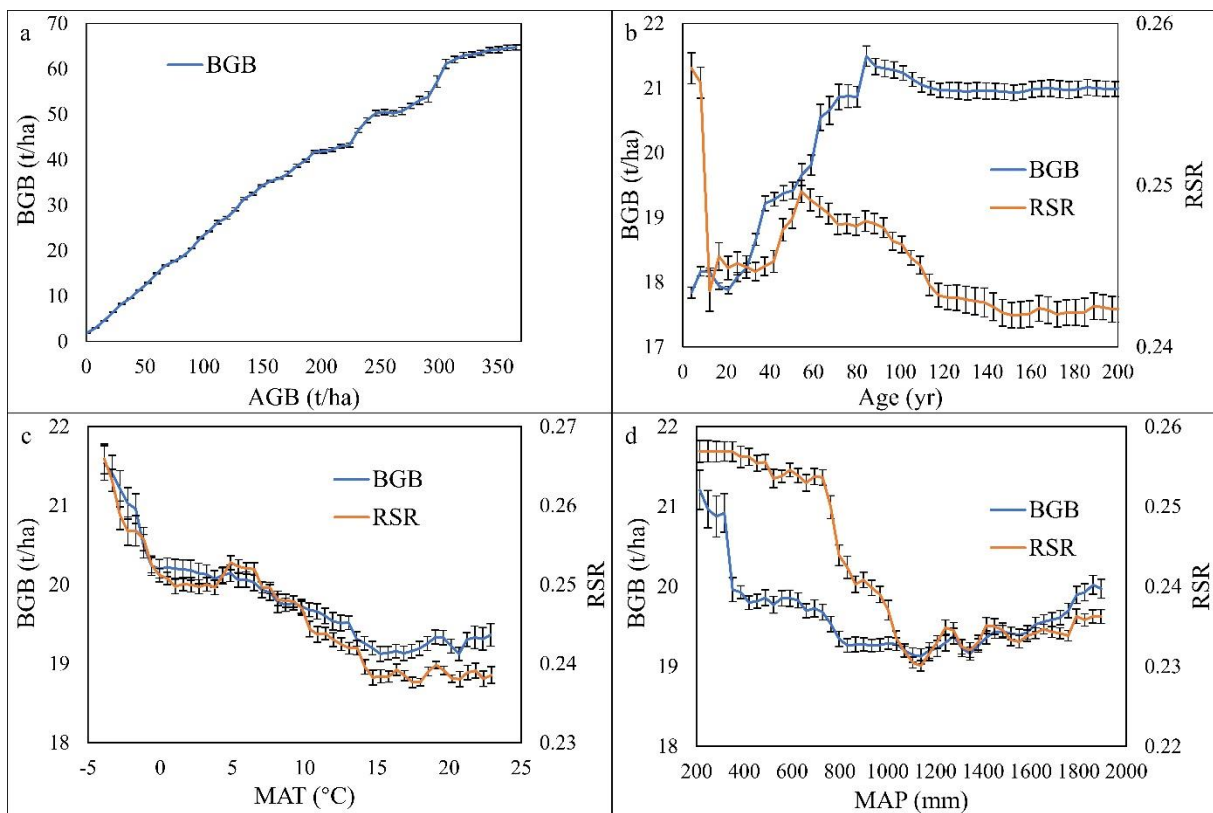 a
70
60
50
40
30
20
10
0
BGB (t/ha)
BGB
0 50 100 150 200 250 300 350
AGB (t/ha)
b
22
21
20
19
18
17
BGB (t/ha)
BGB
RSR
0.26
0.25
0.24
RSR
0 20 40 60 80 100 120 140 160 180 200
Age (yr)
c
22
21
20
19
18
BGB (t/ha)
BGB
RSR
0.27
0.26
0.25
0.24
0.23
RSR
-5 0 5 10 15 20 25
MAT (°C)
d
22
21
20
19
18
BGB (t/ha)
BGB
RSR
0.26
0.25
0.24
0.23
0.22
RSR
200 400 600 800 1000 1200 1400 1600 1800 2000
MAP (mm)